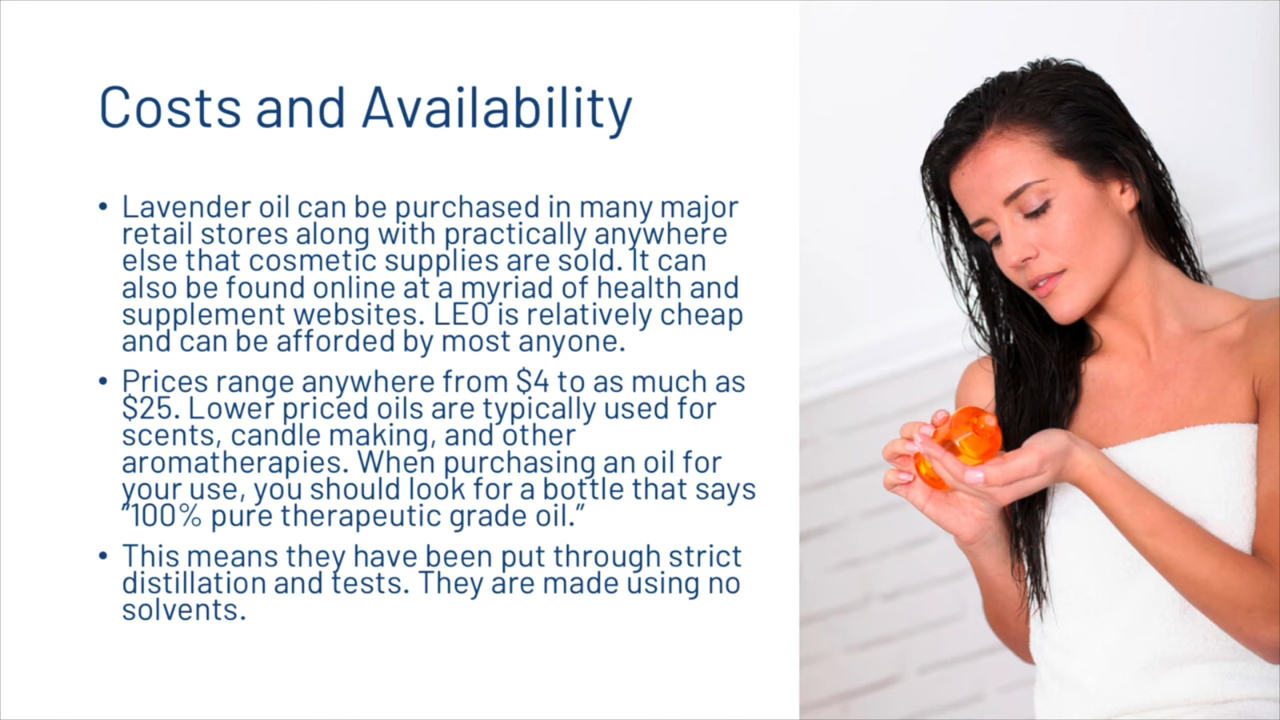 Costs and Availability
• Lavender oil can be purchased in many major
retail stores along with practically anywhere
else that cosmetic supplies are sold. It can
also be found online at a myriad of health and
supplement websites. LEO is relatively cheap
and can be afforded by most anyone.
• Prices range anywhere from $4 to as much as
$25. Lower priced oils are typically used for
scents, candle making, and other
aromatherapies. When purchasing an oil for
your use, you should look for a bottle that says
"100% pure therapeutic grade oil."
• This means they have been put through strict
distillation and tests. They are made using no
solvents.